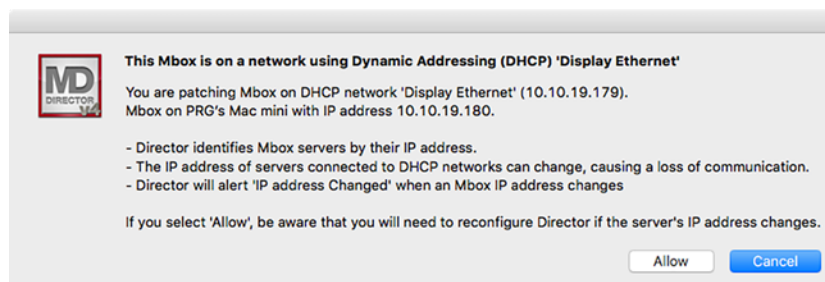 This Mbox is on a network using Dynamic Addressing (DHCP) 'Display Ethernet'
MD
DIRECTOR
V4
You are patching Mbox on DHCP network 'Display Ethernet' (10.10.19.179).
Mbox on PRG's Mac mini with IP address 10.10.19.180.
- Director identifies Mbox servers by their IP address.
- The IP address of servers connected to DHCP networks can change, causing a loss of communication.
- Director will alert 'IP address Changed' when an Mbox IP address changes
If you select 'Allow', be aware that you will need to reconfigure Director if the server's IP address changes.
Allow
Cancel